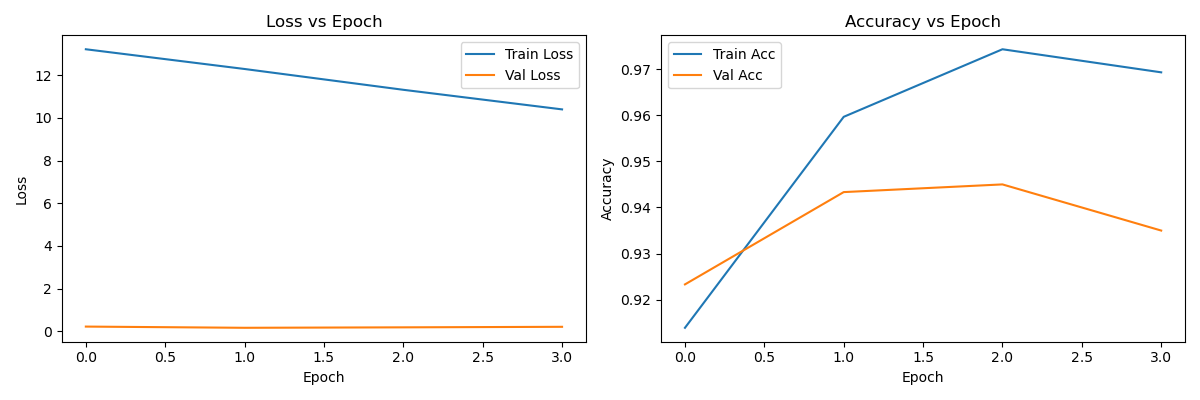 Loss vs Epoch
Train Loss
Val Loss
12
10
8
6
4
2
0
Loss
0.0 0.5 1.0 1.5 2.0 2.5 3.0
Epoch
Accuracy vs Epoch
Train Acc
Val Acc
0.97
0.96
0.95
0.94
0.93
0.92
Accuracy
0.0 0.5 1.0 1.5 2.0 2.5 3.0
Epoch